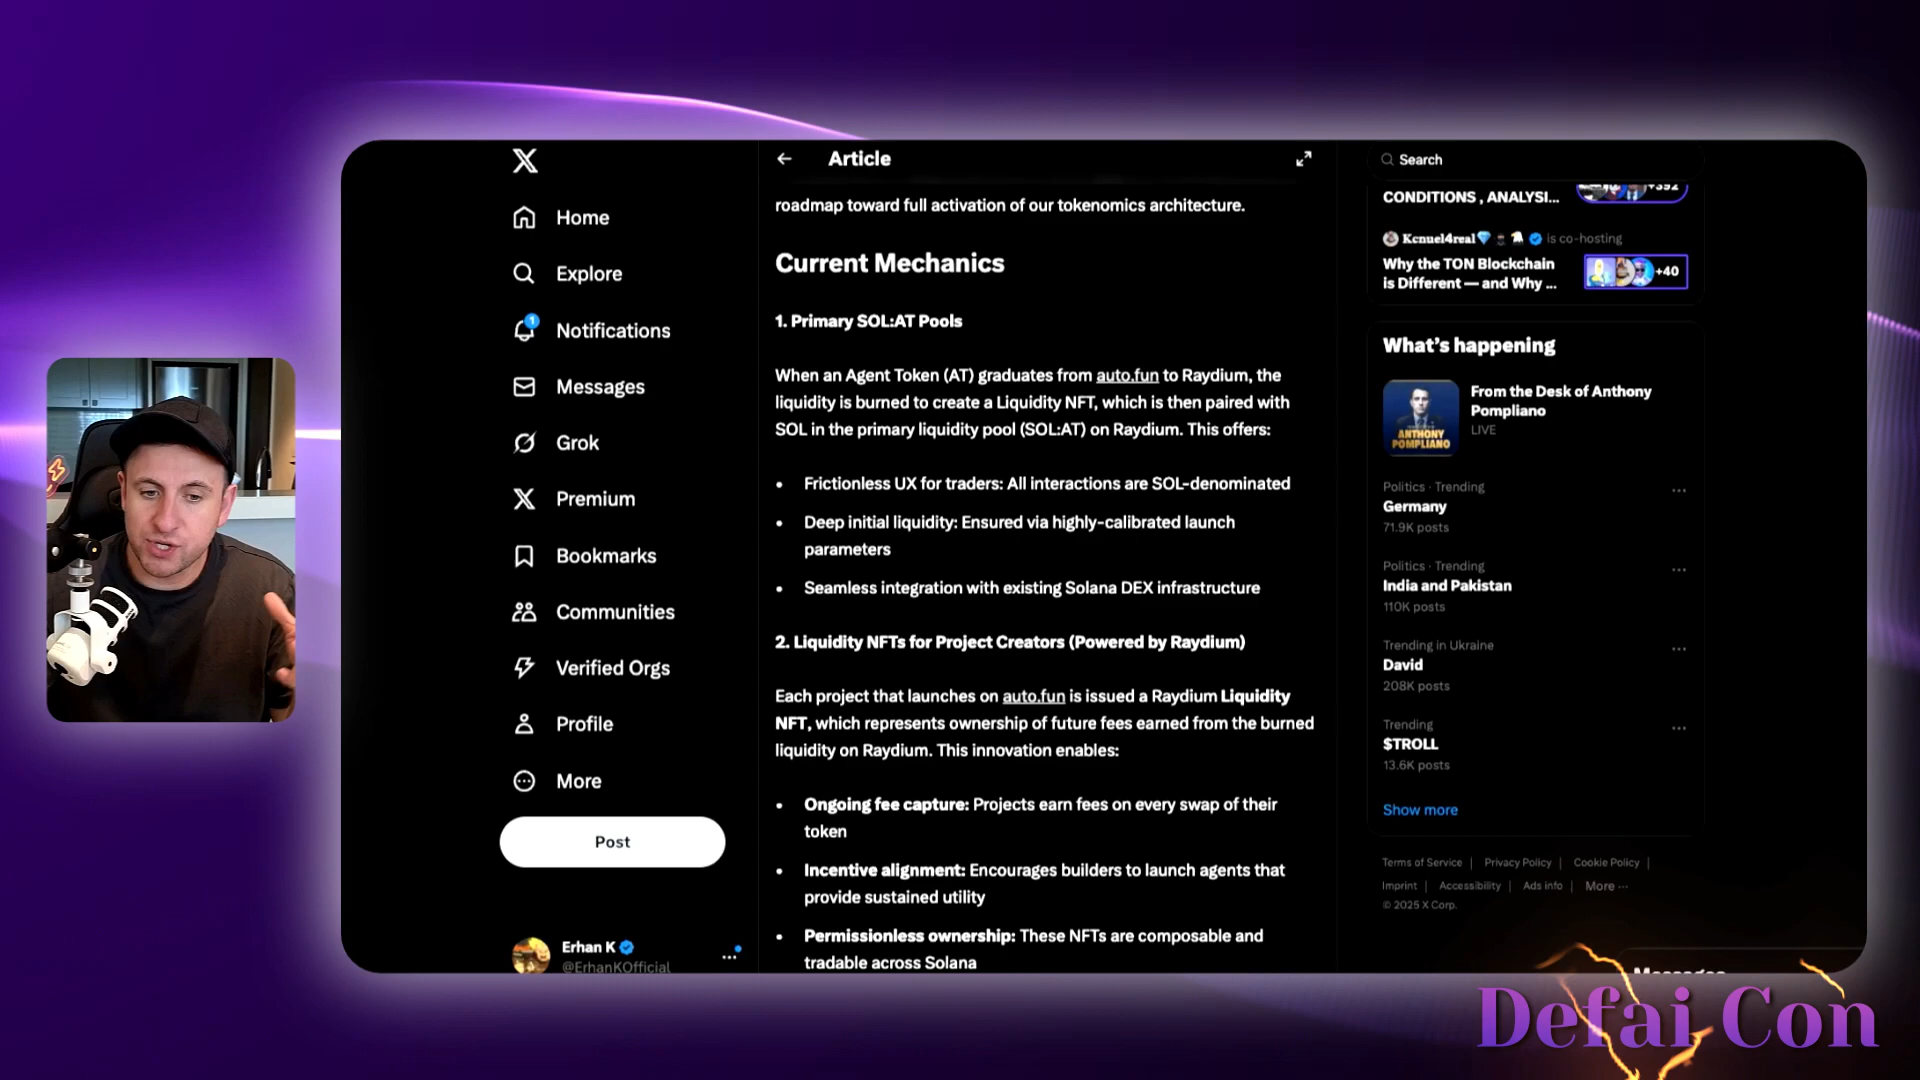 Article
Search
Home
Explore
1
Notifications
Messages
Grok
Premium
Bookmarks
Communities
Verified Orgs
Profile
More
Post
Erhan K
@ErhanKOfficial
roadmap toward full activation of our tokenomics architecture.
Current Mechanics
1. Primary SOL:AT Pools
When an Agent Token (AT) graduates from auto.fun to Raydium, the
liquidity is burned to create a Liquidity NFT, which is then paired with
SOL in the primary liquidity pool (SOL:AT) on Raydium. This offers:
• Frictionless UX for traders: All interactions are SOL-denominated
• Deep initial liquidity: Ensured via highly-calibrated launch
parameters
• Seamless integration with existing Solana DEX infrastructure
2. Liquidity NFTs for Project Creators (Powered by Raydium)
Each project that launches on auto.fun is issued a Raydium Liquidity
NFT, which represents ownership of future fees earned from the burned
liquidity on Raydium. This innovation enables:
• Ongoing fee capture: Projects earn fees on every swap of their
token
• Incentive alignment: Encourages builders to launch agents that
provide sustained utility
• Permissionless ownership: These NFTs are composable and
tradable across Solana
CONDITIONS , ANALYSI...
+392
Kcnuel4real is co-hosting
Why the TON Blockchain
is Different — and Why ...
+40
What's happening
ANTHONY
POMPLIANO
From the Desk of Anthony
Pompliano
LIVE
Politics · Trending
Germany
71.9K posts
Politics · Trending
India and Pakistan
110K posts
Trending in Ukraine
David
208K posts
Trending
$TROLL
13.6K posts
Show more
Terms of Service | Privacy Policy | Cookie Policy |
Imprint | Accessibility | Ads info | More ...
© 2025 X Corp.
Messages
Defai Con